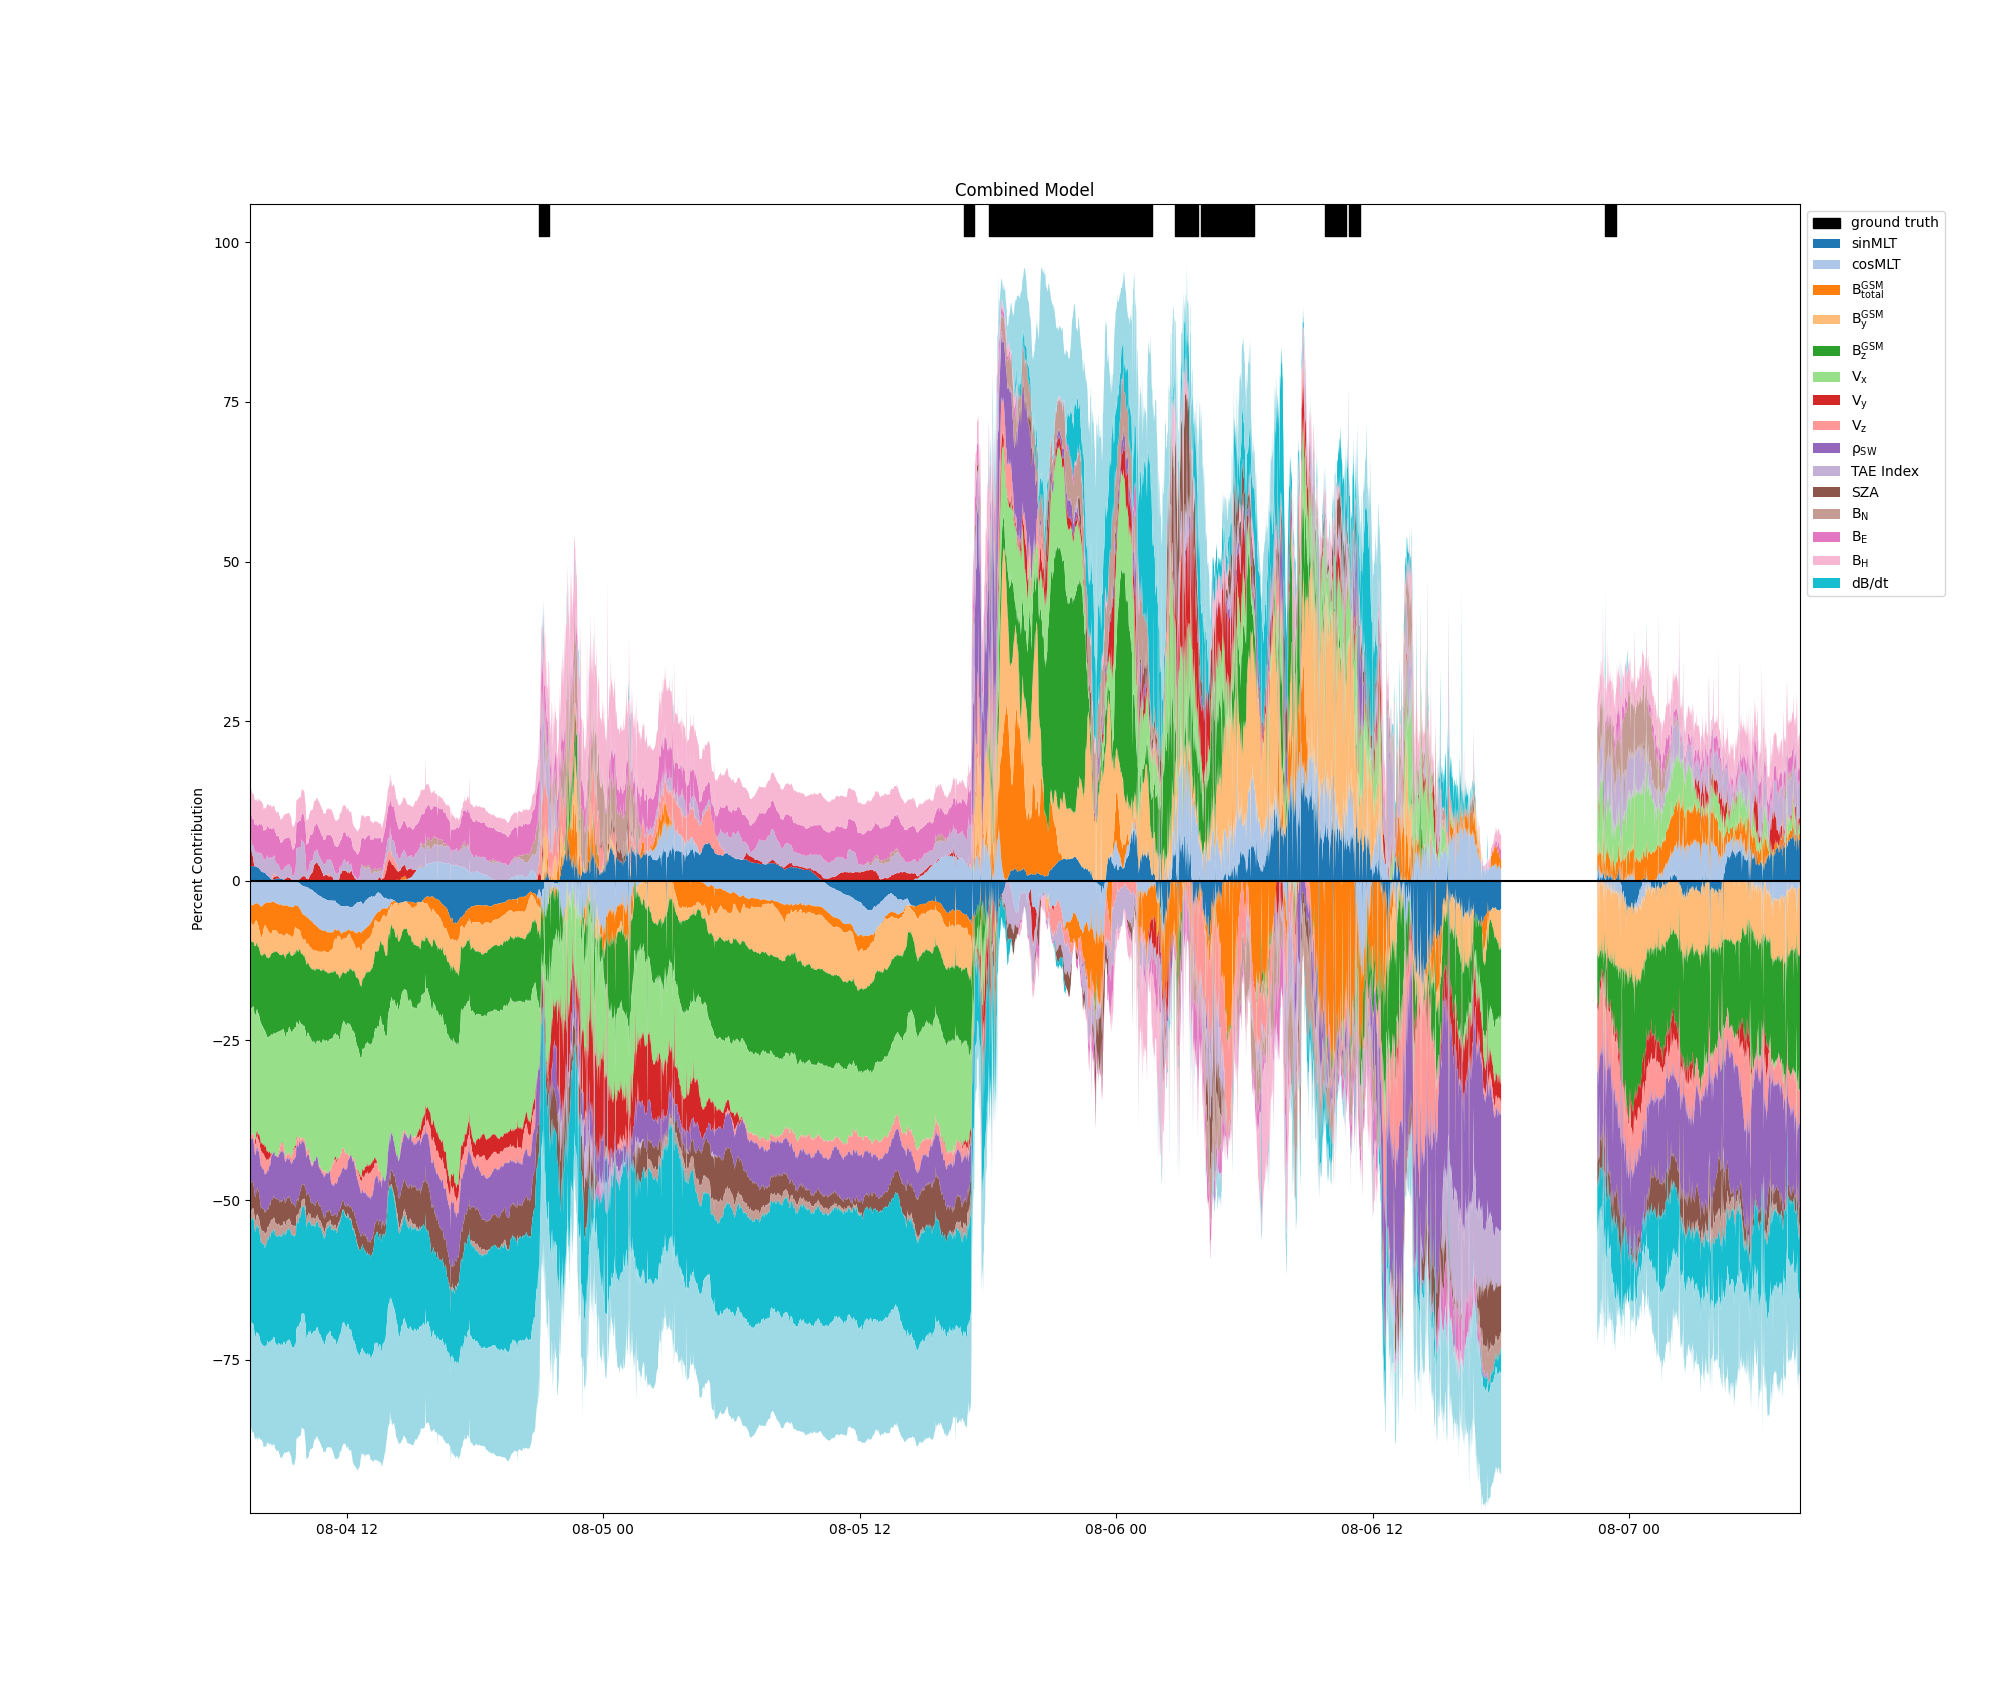 Combined Model
100
75
50
25
0
−25
−50
−75
Percent Contribution
08-04 12
08-05 00
08-05 12
08-06 00
08-06 12
08-07 00
ground truth
sinMLT
cosMLT
B_total^GSM
B_y^GSM
B_z^GSM
V_x
V_y
V_z
ρ_SW
TAE Index
SZA
B_N
B_E
B_H
dB/dt